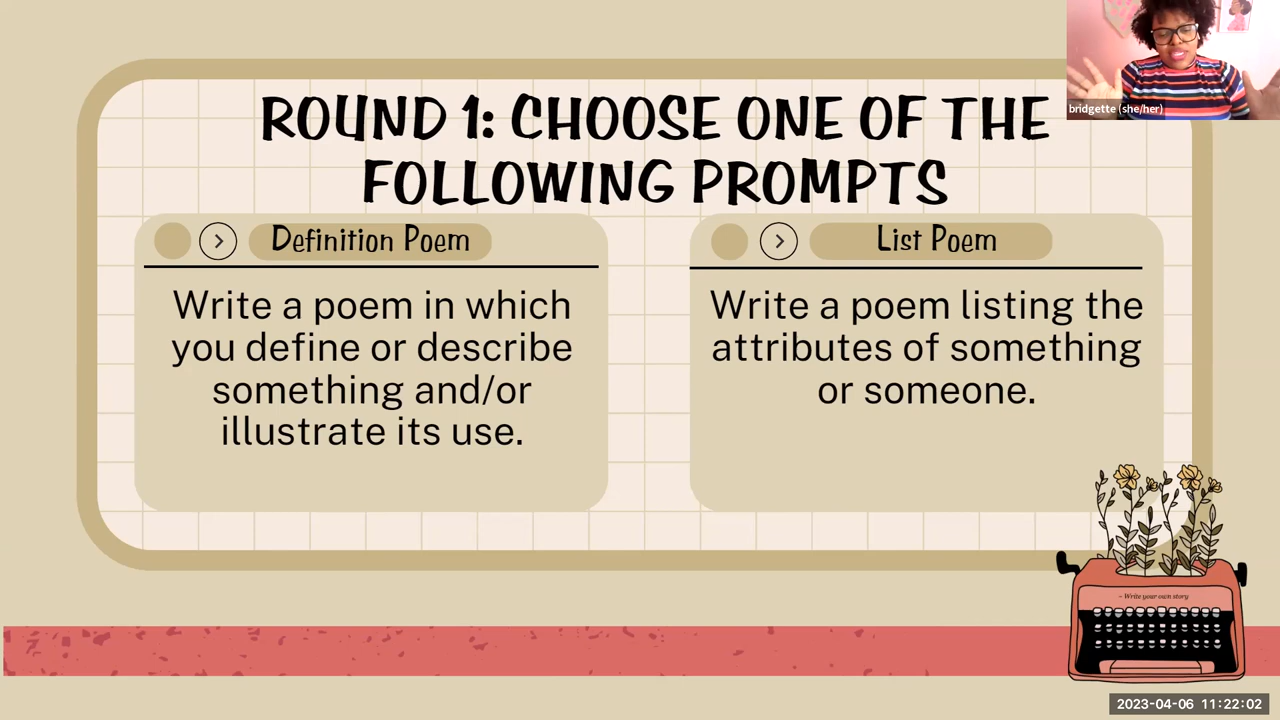 ROUND 1: CHOOSE ONE OF THE
FOLLOWING PROMPTS
Definition Poem
Write a poem in which
you define or describe
something and/or
illustrate its use.
List Poem
Write a poem listing the
attributes of something
or someone.
bridgette (she/her)
~ Write your own story
2023-04-06 11:22:02